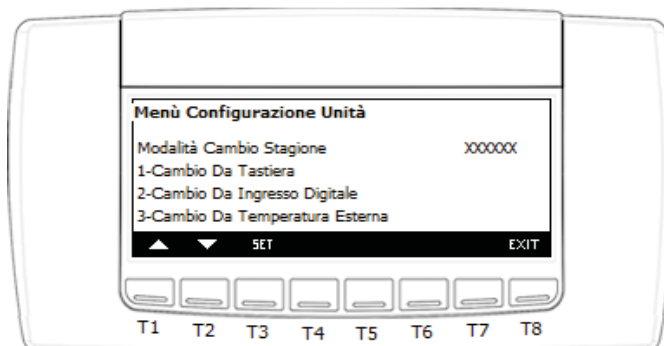 Menù Configurazione Unità
Modalità Cambio Stagione XXXXXX
1-Cambio Da Tastiera
2-Cambio Da Ingresso Digitale
3-Cambio Da Temperatura Esterna
SET EXIT
T1 T2 T3 T4 T5 T6 T7 T8